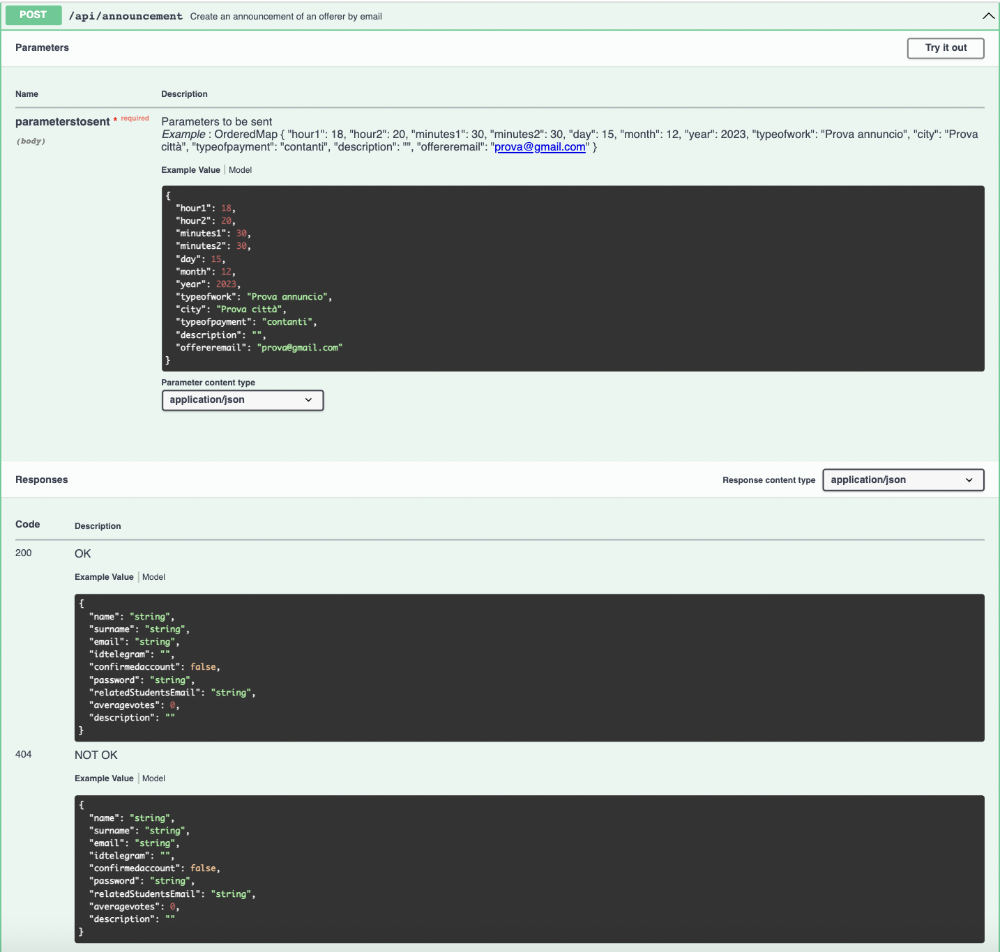 POST /api/announcement Create an announcement of an offerer by email
Parameters
Try it out
Name Description
parameterstosent * required
(body)
Parameters to be sent
Example : OrderedMap { "hour1": 18, "hour2": 20, "minutes1": 30, "minutes2": 30, "day": 15, "month": 12, "year": 2023, "typeofwork": "Prova annuncio", "city": "Prova
città", "typeofpayment": "contanti", "description": "", "offereremail": "prova@gmail.com" }
Example Value | Model
{
"hour1": 18,
"hour2": 20,
"minutes1": 30,
"minutes2": 30,
"day": 15,
"month": 12,
"year": 2023,
"typeofwork": "Prova annuncio",
"city": "Prova città",
"typeofpayment": "contanti",
"description": "",
"offereremail": "prova@gmail.com"
}
Parameter content type
application/json
Responses
Response content type application/json
Code Description
200 OK
Example Value | Model
{
"name": "string",
"surname": "string",
"email": "string",
"idtelegram": "",
"confirmedaccount": false,
"password": "string",
"relatedStudentsEmail": "string",
"averagevotes": 0,
"description": ""
}
404 NOT OK
Example Value | Model
{
"name": "string",
"surname": "string",
"email": "string",
"idtelegram": "",
"confirmedaccount": false,
"password": "string",
"relatedStudentsEmail": "string",
"averagevotes": 0,
"description": ""
}